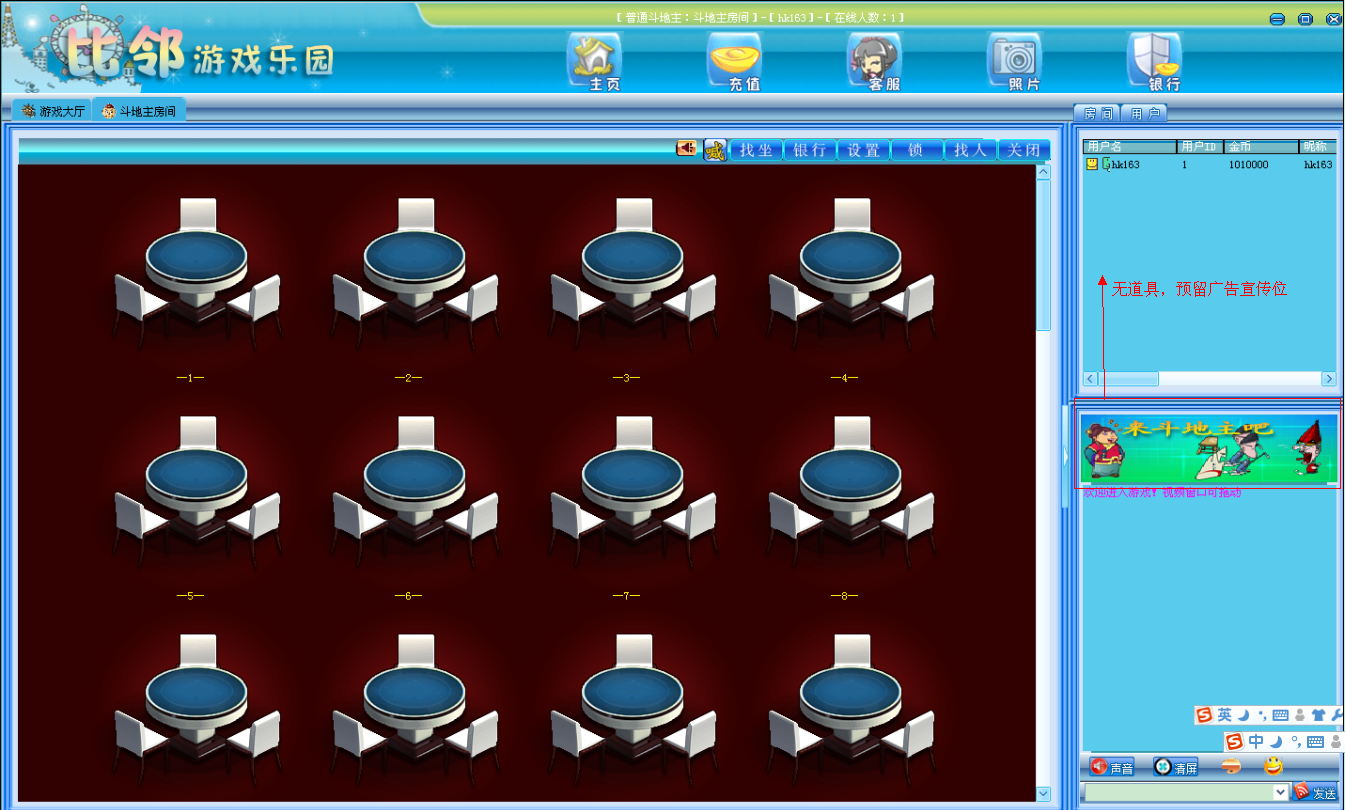 [ 普通斗地主：斗地主房间 ] - [ hk163 ] - [ 在线人数：1 ]
比邻游戏乐园
主页 充值 客服 照片 银行
游戏大厅 斗地主房间
房间 用户
喊 找坐 银行 设置 锁 找人 关闭
用户名 用户ID 金币 昵称
hk163 1 1010000 hk163
无道具，预留广告宣传位
—1— —2— —3— —4—
来斗地主吧
欢迎进入游戏！视频窗口可拖动
—5— —6— —7— —8—
S 英
S 中
声音 清屏
发送